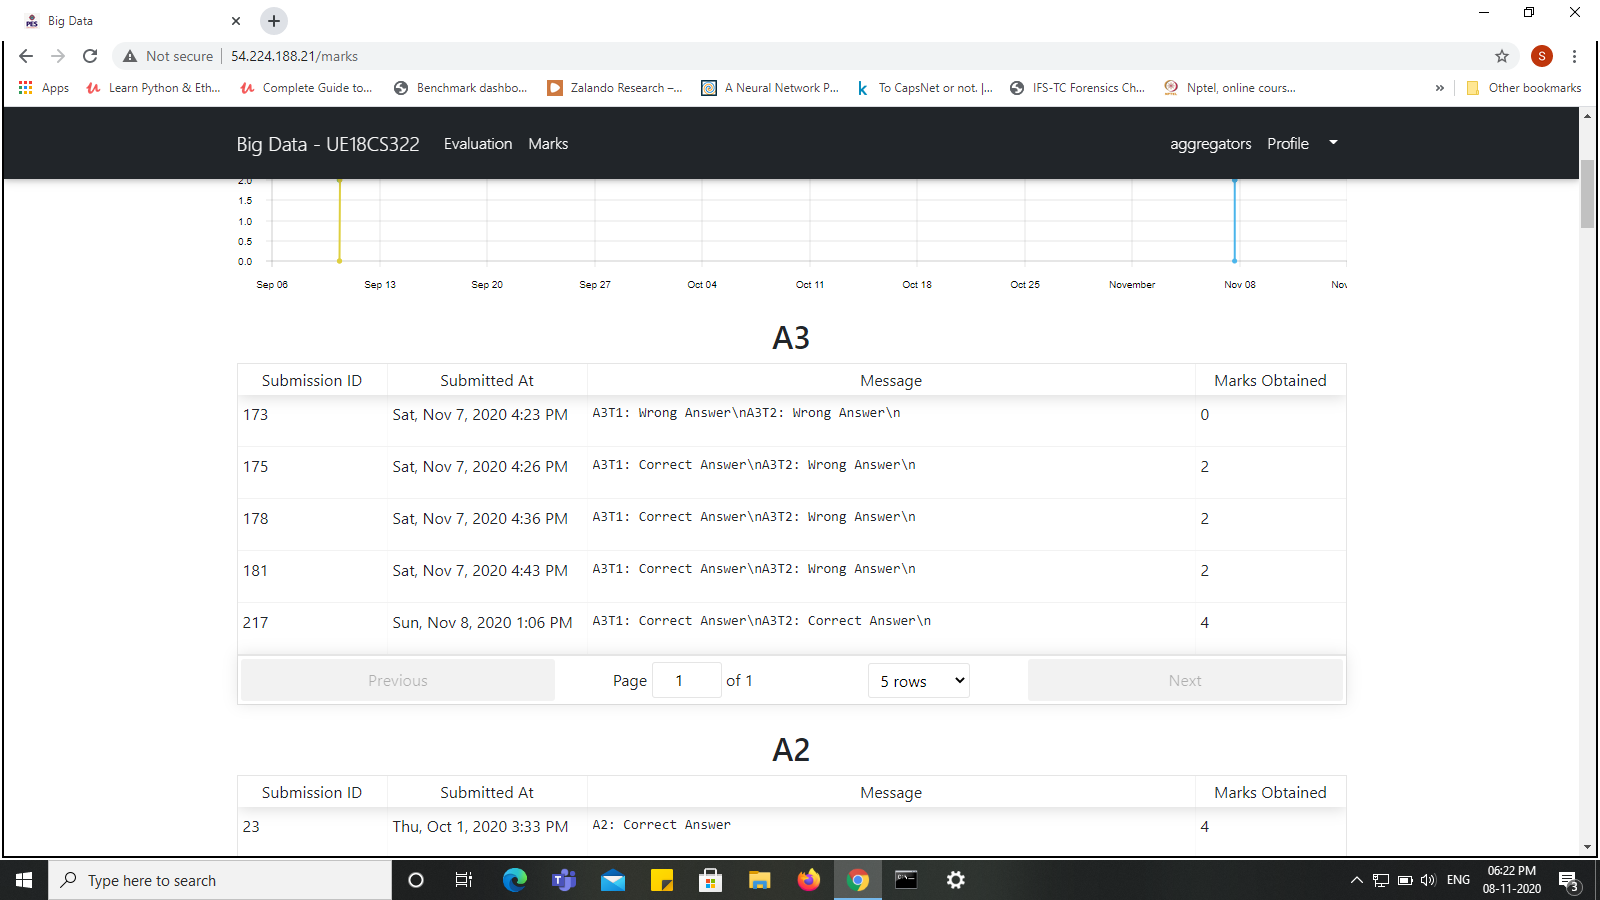 Big Data
Not secure 54.224.188.21/marks S
Apps Learn Python & Eth... Complete Guide to... Benchmark dashbo... Zalando Research –... A Neural Network P... To CapsNet or not. |... IFS-TC Forensics Ch... Nptel, online cours... » Other bookmarks
Big Data - UE18CS322 Evaluation Marks aggregators Profile
2.0
1.5
1.0
0.5
0.0
Sep 06 Sep 13 Sep 20 Sep 27 Oct 04 Oct 11 Oct 18 Oct 25 November Nov 08 Nov
A3
Submission ID Submitted At Message Marks Obtained
173 Sat, Nov 7, 2020 4:23 PM A3T1: Wrong Answer\nA3T2: Wrong Answer\n 0
175 Sat, Nov 7, 2020 4:26 PM A3T1: Correct Answer\nA3T2: Wrong Answer\n 2
178 Sat, Nov 7, 2020 4:36 PM A3T1: Correct Answer\nA3T2: Wrong Answer\n 2
181 Sat, Nov 7, 2020 4:43 PM A3T1: Correct Answer\nA3T2: Wrong Answer\n 2
217 Sun, Nov 8, 2020 1:06 PM A3T1: Correct Answer\nA3T2: Correct Answer\n 4
Previous Page 1 of 1 5 rows Next
A2
Submission ID Submitted At Message Marks Obtained
23 Thu, Oct 1, 2020 3:33 PM A2: Correct Answer 4
Type here to search ENG 06:22 PM
08-11-2020 3